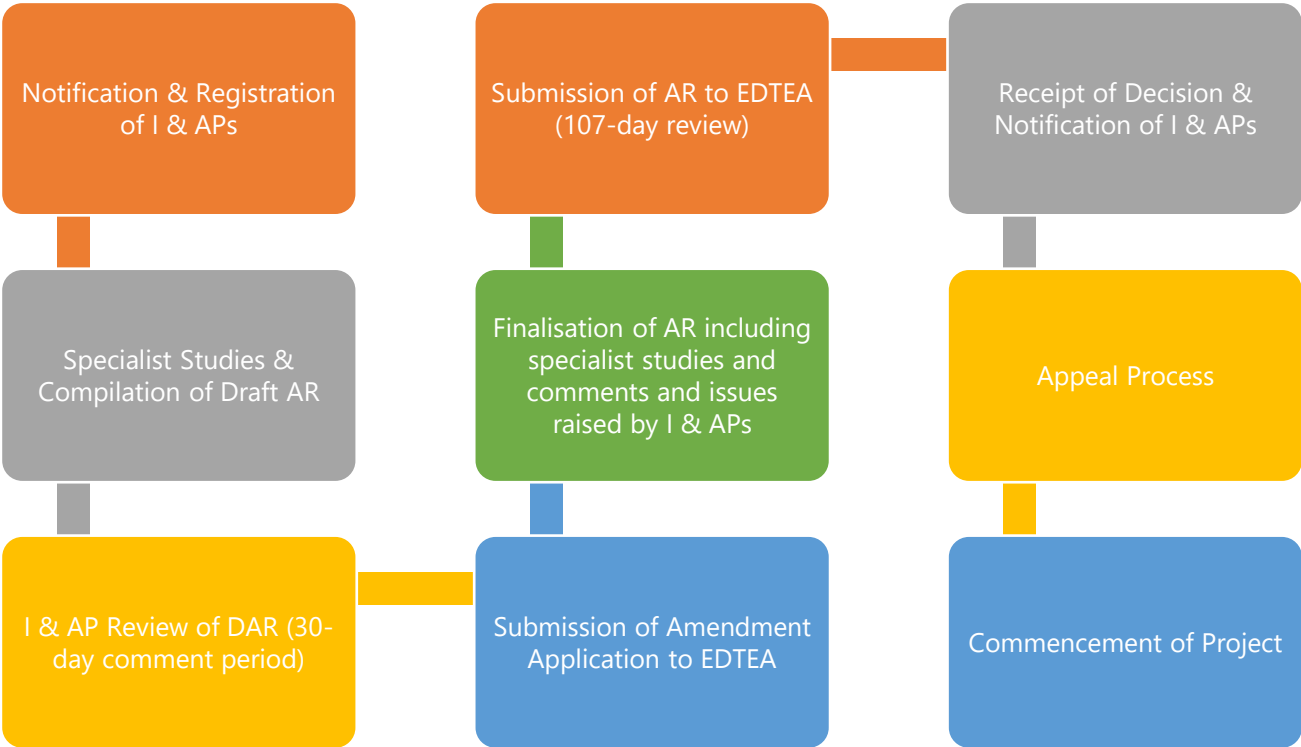 Notification & Registration
of I & APs
Specialist Studies &
Compilation of Draft AR
I & AP Review of DAR (30-
day comment period)
Submission of Amendment
Application to EDTEA
Finalisation of AR including
specialist studies and
comments and issues
raised by I & APs
Submission of AR to EDTEA
(107-day review)
Receipt of Decision &
Notification of I & APs
Appeal Process
Commencement of Project